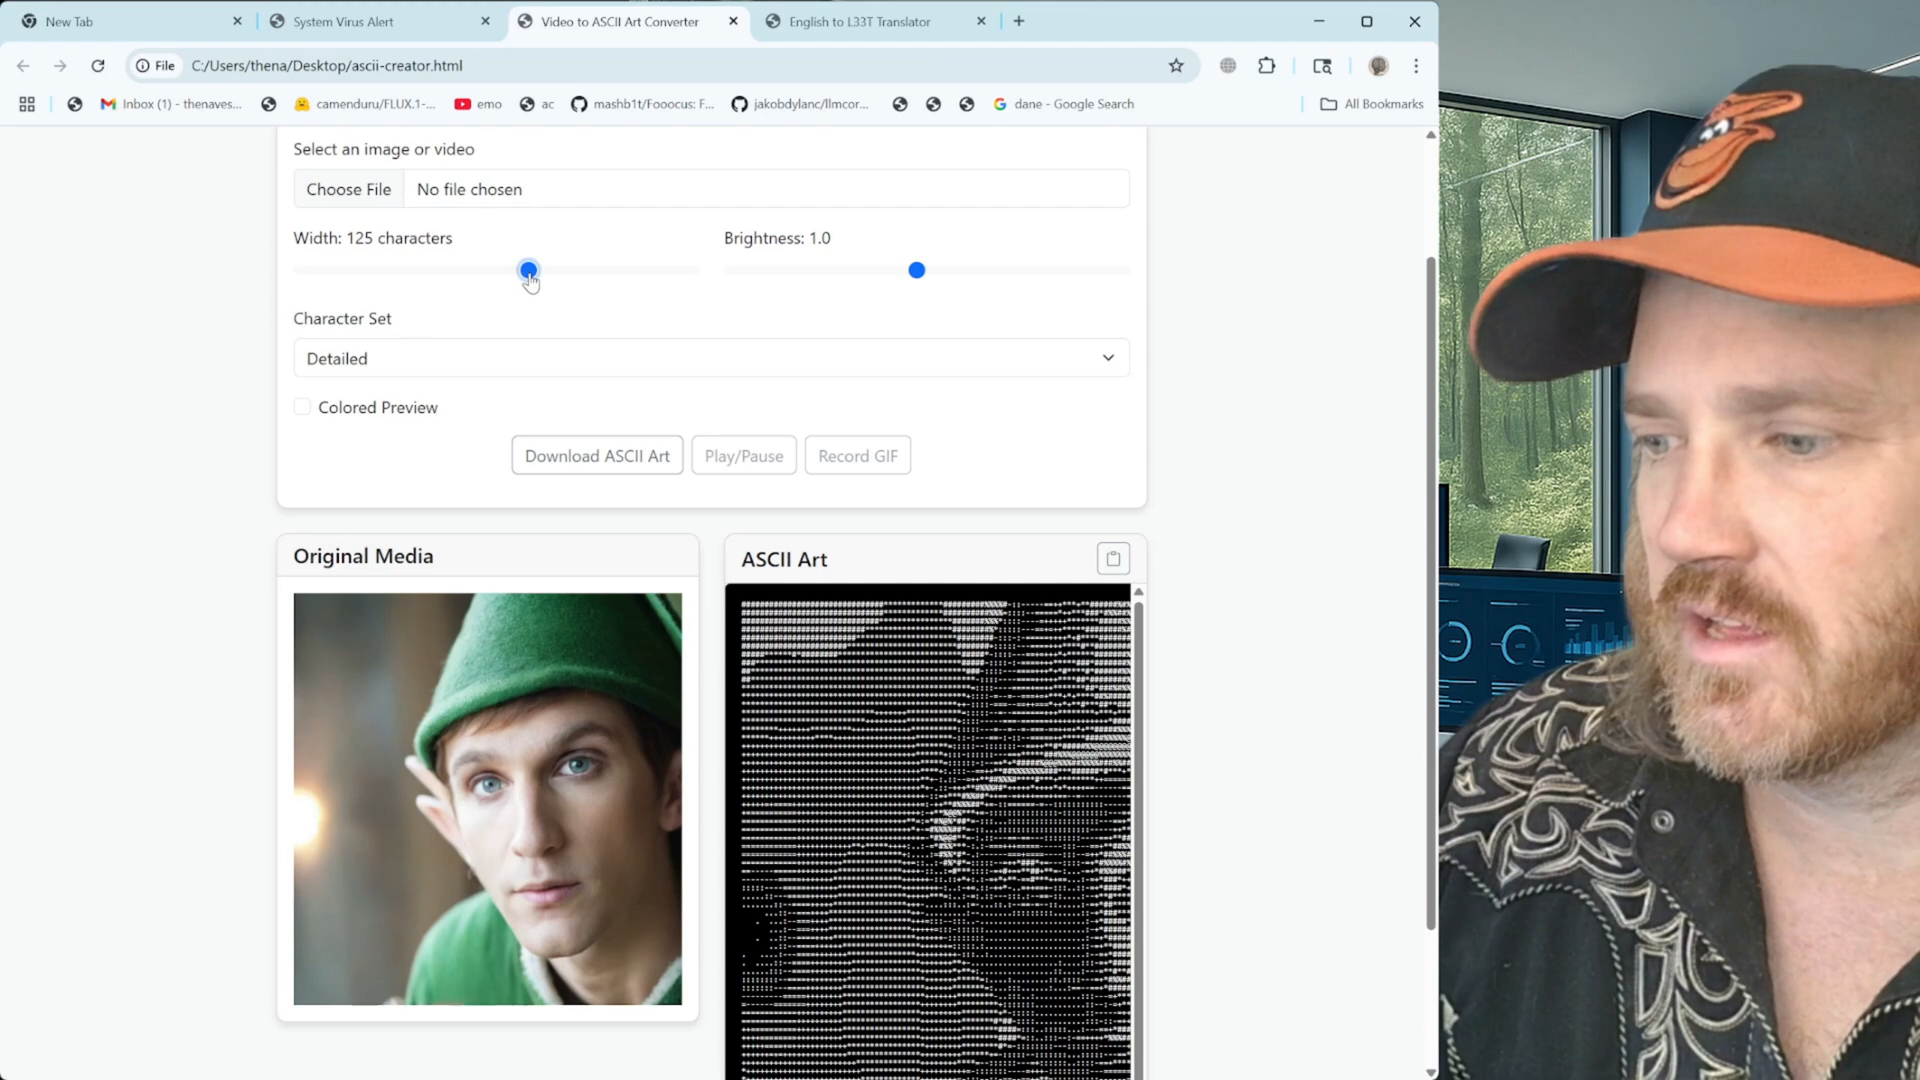 New Tab
System Virus Alert
Video to ASCII Art Converter
English to L33T Translator
File
C:/Users/thena/Desktop/ascii-creator.html
Inbox (1) - thenaves...
camenduru/FLUX.1-...
emo
ac
mashb1t/Fooocus: F...
jakobdylanc/llmcor...
dane - Google Search
All Bookmarks
Select an image or video
Choose File
No file chosen
Width: 125 characters
Brightness: 1.0
Character Set
Detailed
Colored Preview
Download ASCII Art
Play/Pause
Record GIF
Original Media
ASCII Art